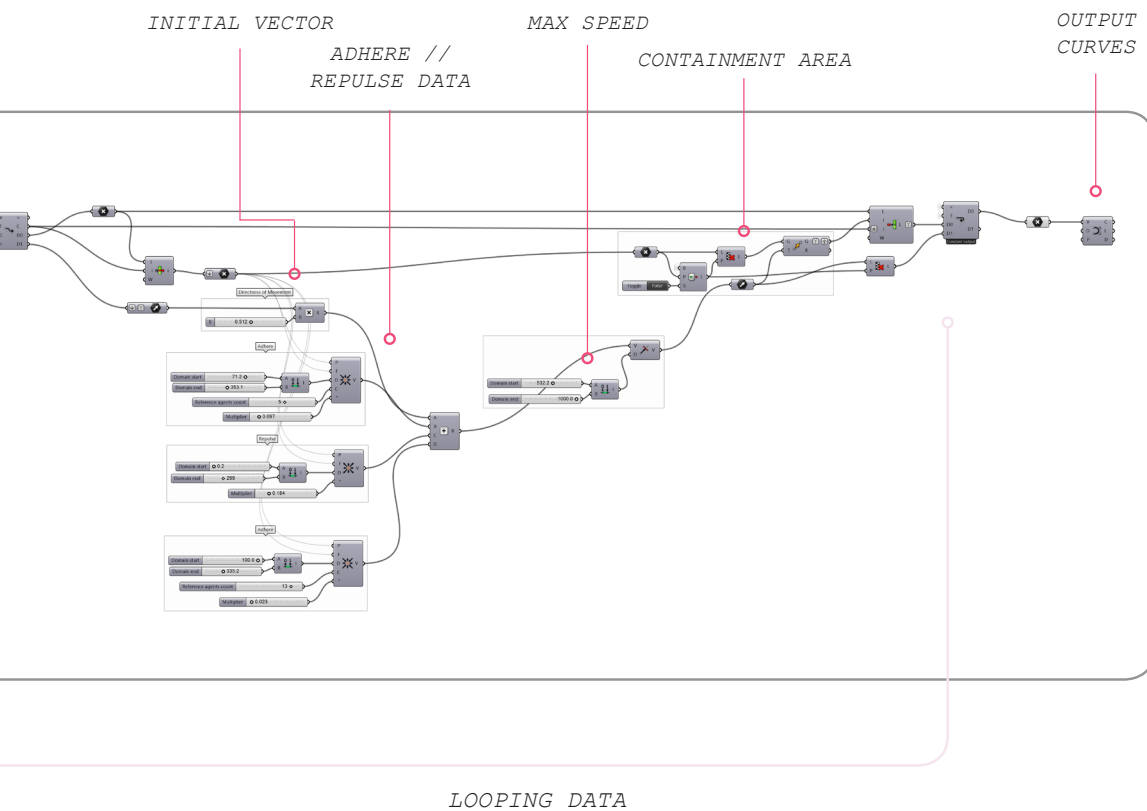 INITIAL VECTOR
ADHERE //
REPULSE DATA
MAX SPEED
CONTAINMENT AREA
OUTPUT
CURVES
Directions of Movement
0.512
Toggle False
Adhere
Domain start 71.2
Domain end 353.1
Reference agents count 5
Multiplier 0.097
Domain start 532.2
Domain end 1000.0
Repulse
Domain start 0.2
Domain end 299
Multiplier 0.184
Adhere
Domain start 100.0
Domain end 335.2
Reference agents count 13
Multiplier 0.023
LOOPING DATA